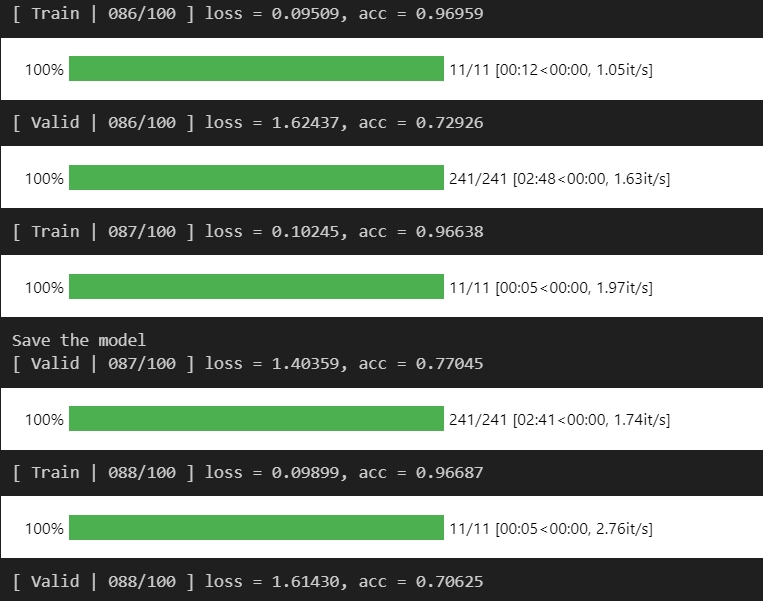 [ Train | 086/100 ] loss = 0.09509, acc = 0.96959
100% 11/11 [00:12<00:00, 1.05it/s]
[ Valid | 086/100 ] loss = 1.62437, acc = 0.72926
100% 241/241 [02:48<00:00, 1.63it/s]
[ Train | 087/100 ] loss = 0.10245, acc = 0.96638
100% 11/11 [00:05<00:00, 1.97it/s]
Save the model
[ Valid | 087/100 ] loss = 1.40359, acc = 0.77045
100% 241/241 [02:41<00:00, 1.74it/s]
[ Train | 088/100 ] loss = 0.09899, acc = 0.96687
100% 11/11 [00:05<00:00, 2.76it/s]
[ Valid | 088/100 ] loss = 1.61430, acc = 0.70625